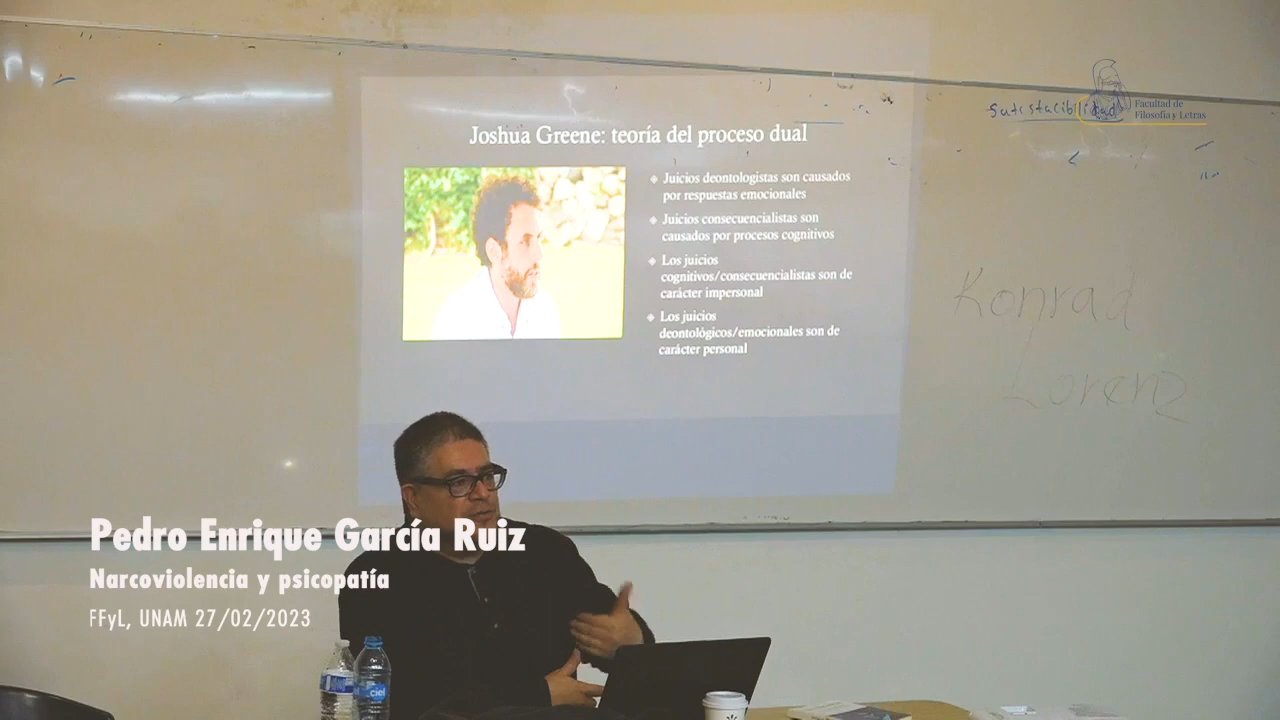 Joshua Greene: teoría del proceso dual
Juicios deontologistas son causados
por respuestas emocionales
Juicios consecuencialistas son
causados por procesos cognitivos
Los juicios
cognitivos/consecuencialistas son de
carácter impersonal
Los juicios
deontológicos/emocionales son de
carácter personal
Facultad de
Filosofía y Letras
Konrad
Lorenz
Pedro Enrique García Ruiz
Narcoviolencia y psicopatía
FFyL, UNAM 27/02/2023
ciel